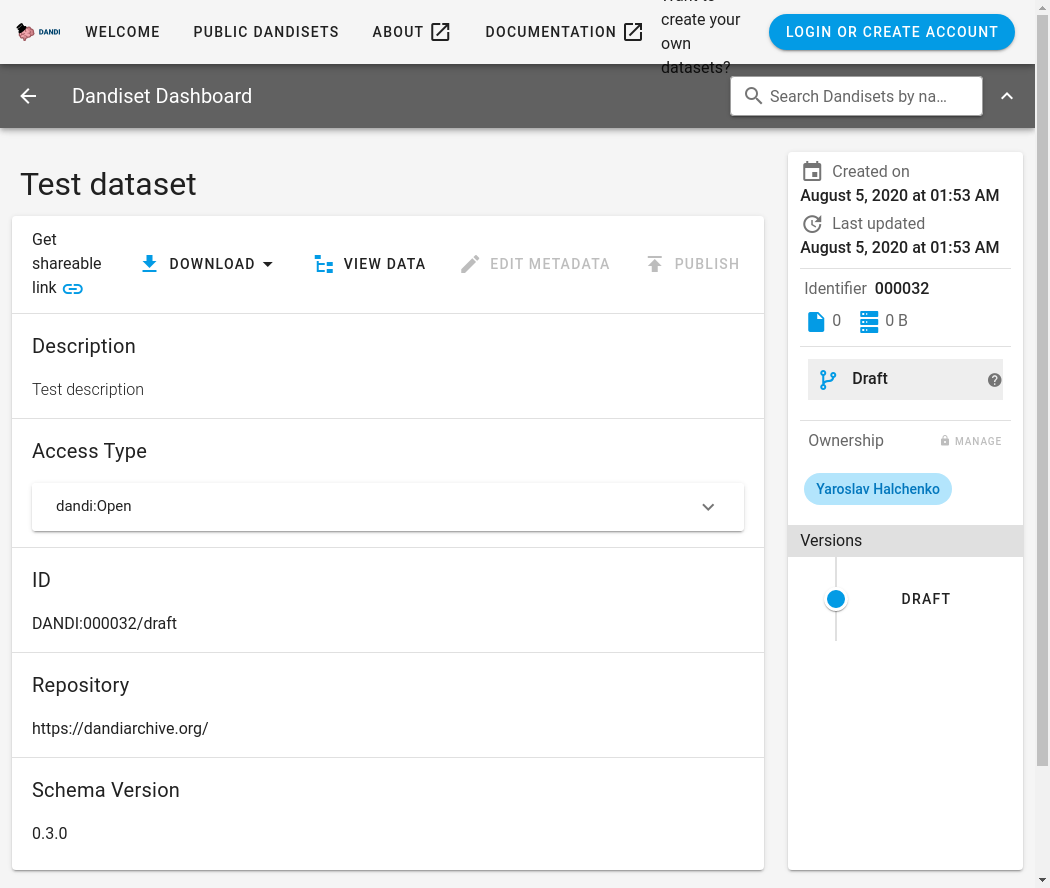 DANDI
WELCOME
PUBLIC DANDISETS
ABOUT
DOCUMENTATION
create your
own
datasets?
LOGIN OR CREATE ACCOUNT
Dandiset Dashboard
Search Dandisets by na…
Test dataset
Get
shareable
link
DOWNLOAD
VIEW DATA
EDIT METADATA
PUBLISH
Description
Test description
Access Type
dandi:Open
ID
DANDI:000032/draft
Repository
https://dandiarchive.org/
Schema Version
0.3.0
Created on
August 5, 2020 at 01:53 AM
Last updated
August 5, 2020 at 01:53 AM
Identifier 000032
0
0 B
Draft
Ownership
MANAGE
Yaroslav Halchenko
Versions
DRAFT